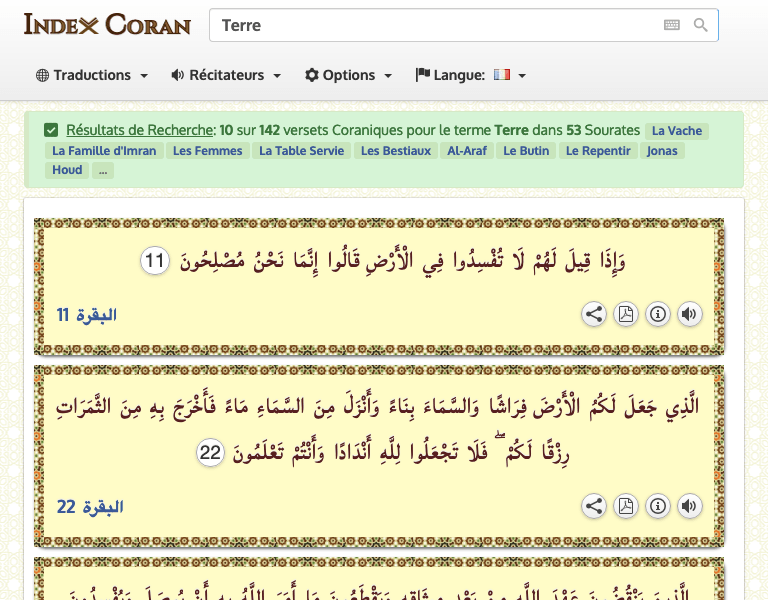 INDEX CORAN
Terre
Traductions
Récitateurs
Options
Langue:
Résultats de Recherche: 10 sur 142 versets Coraniques pour le terme Terre dans 53 Sourates La Vache
La Famille d'Imran Les Femmes La Table Servie Les Bestiaux Al-Araf Le Butin Le Repentir Jonas
Houd ...
وَإِذَا قِيلَ لَهُمْ لَا تُفْسِدُوا فِي الْأَرْضِ قَالُوا إِنَّمَا نَحْنُ مُصْلِحُونَ 11
البقرة 11
الَّذِي جَعَلَ لَكُمُ الْأَرْضَ فِرَاشًا وَالسَّمَاءَ بِنَاءً وَأَنْزَلَ مِنَ السَّمَاءِ مَاءً فَأَخْرَجَ بِهِ مِنَ الثَّمَرَاتِ
رِزْقًا لَكُمْ ۖ فَلَا تَجْعَلُوا لِلَّهِ أَنْدَادًا وَأَنْتُمْ تَعْلَمُونَ 22
البقرة 22